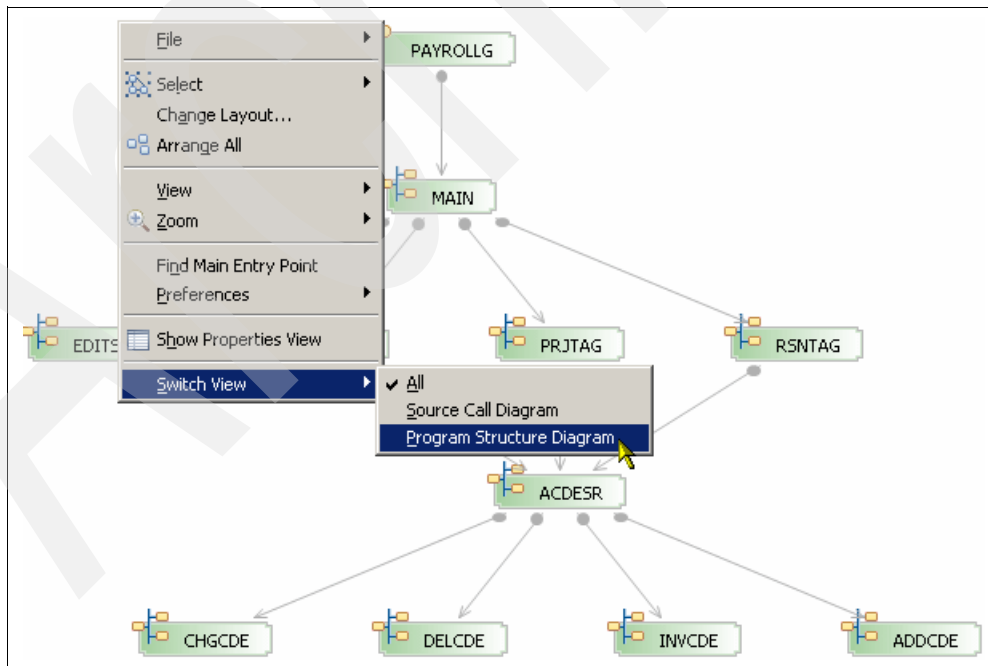 PAYROLLG
File
Select
Change Layout...
Arrange All
MAIN
View
Zoom
Find Main Entry Point
Preferences
EDITS
Show Properties View
PRJTAG
RSNTAG
Switch View
All
Source Call Diagram
Program Structure Diagram
ACDESR
CHGCDE
DELCDE
INVCDE
ADDCDE